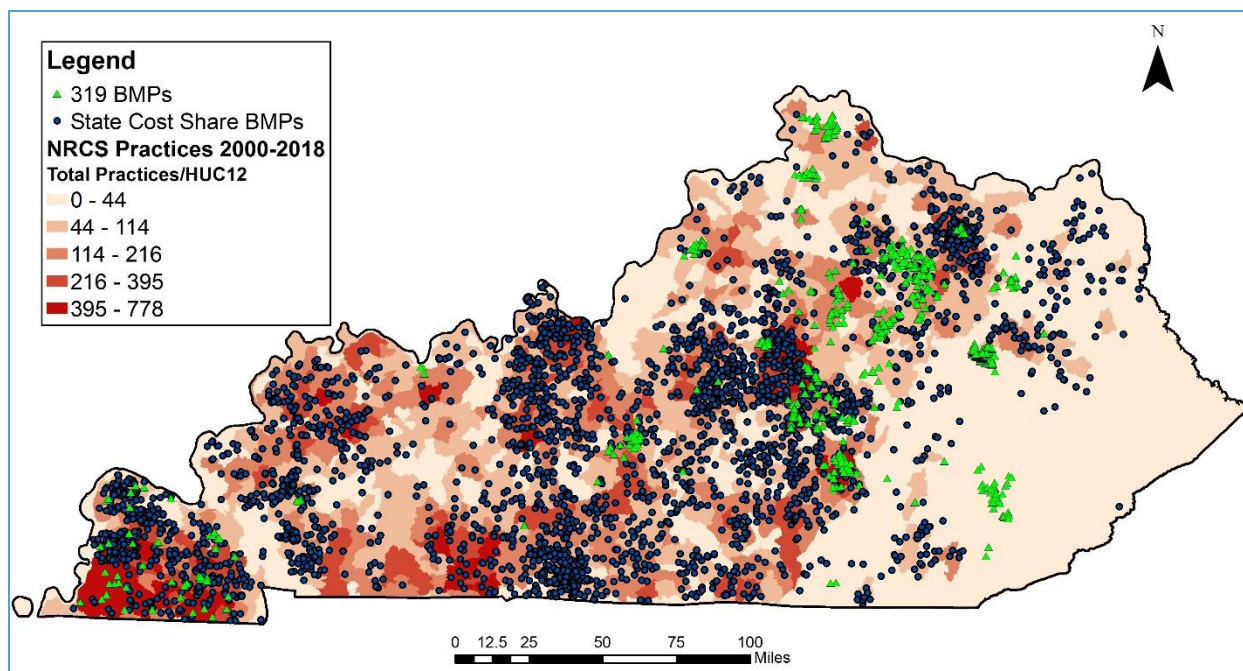 Legend
319 BMPs
State Cost Share BMPs
NRCS Practices 2000-2018
Total Practices/HUC12
0 - 44
44 - 114
114 - 216
216 - 395
395 - 778
N
0 12.5 25 50 75 100
Miles